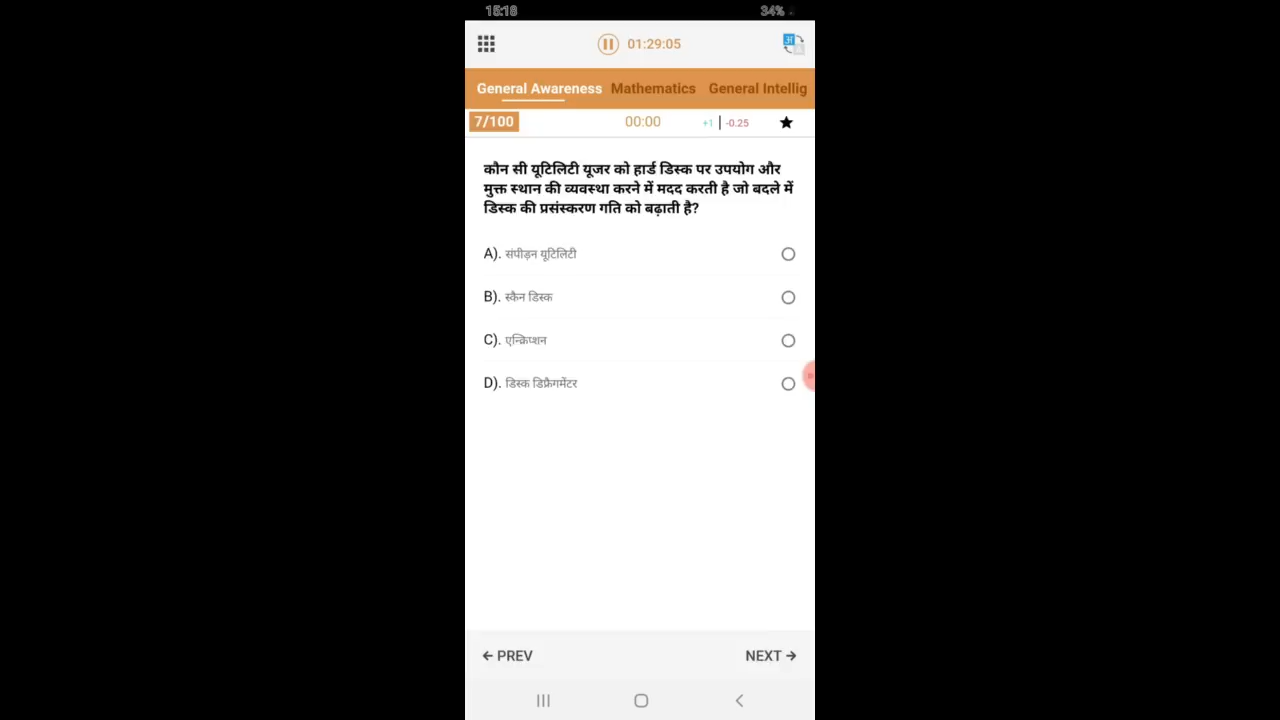 15:18 34%
01:29:05
General Awareness Mathematics General Intellig
7/100 00:00 +1 | -0.25
कौन सी यूटिलिटी यूजर को हार्ड डिस्क पर उपयोग और
मुक्त स्थान की व्यवस्था करने में मदद करती है जो बदले में
डिस्क की प्रसंस्करण गति को बढ़ाती है?
A). संपीड़न यूटिलिटी
B). स्कैन डिस्क
C). एन्क्रिप्शन
D). डिस्क डिफ्रैगमेंटर
← PREV NEXT →